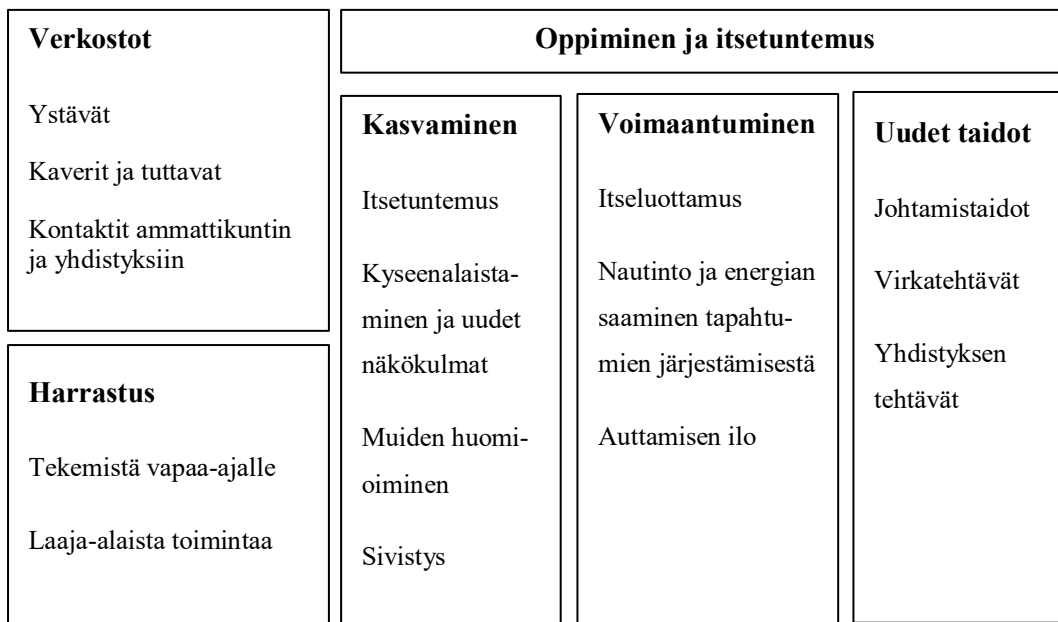 Verkostot
Ystävät
Kaverit ja tuttavat
Kontaktit ammattikuntin
ja yhdistyksiin
Harrastus
Tekemistä vapaa-ajalle
Laaja-alaista toimintaa
Oppiminen ja itsetuntemus
Kasvaminen
Itsetuntemus
Kyseenalaista-
minen ja uudet
näkökulmat
Muiden huomi-
oiminen
Sivistys
Voimaantuminen
Itseluottamus
Nautinto ja energian
saaminen tapahtu-
mien järjestämisestä
Auttamisen ilo
Uudet taidot
Johtamistaidot
Virkatehtävät
Yhdistyksen
tehtävät